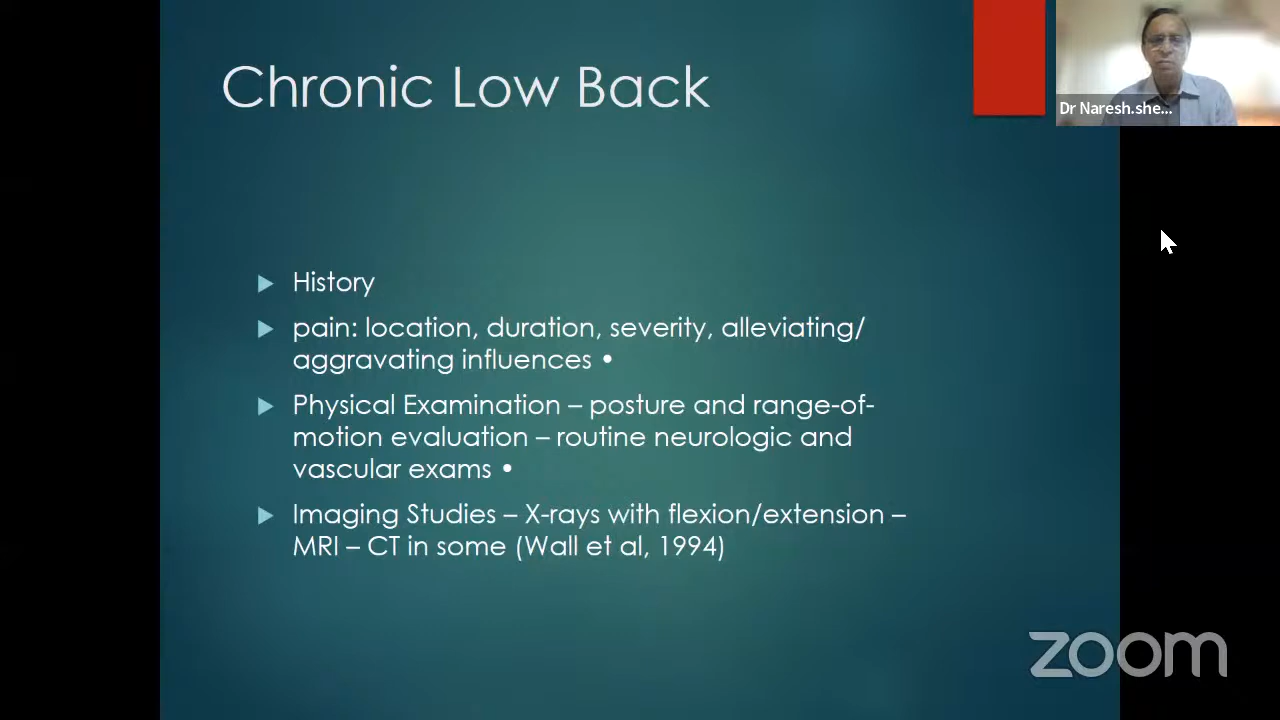 Chronic Low Back
Dr Naresh.she...
History
pain: location, duration, severity, alleviating/
aggravating influences •
Physical Examination – posture and range-of-
motion evaluation – routine neurologic and
vascular exams •
Imaging Studies – X-rays with flexion/extension –
MRI – CT in some (Wall et al, 1994)
zoom